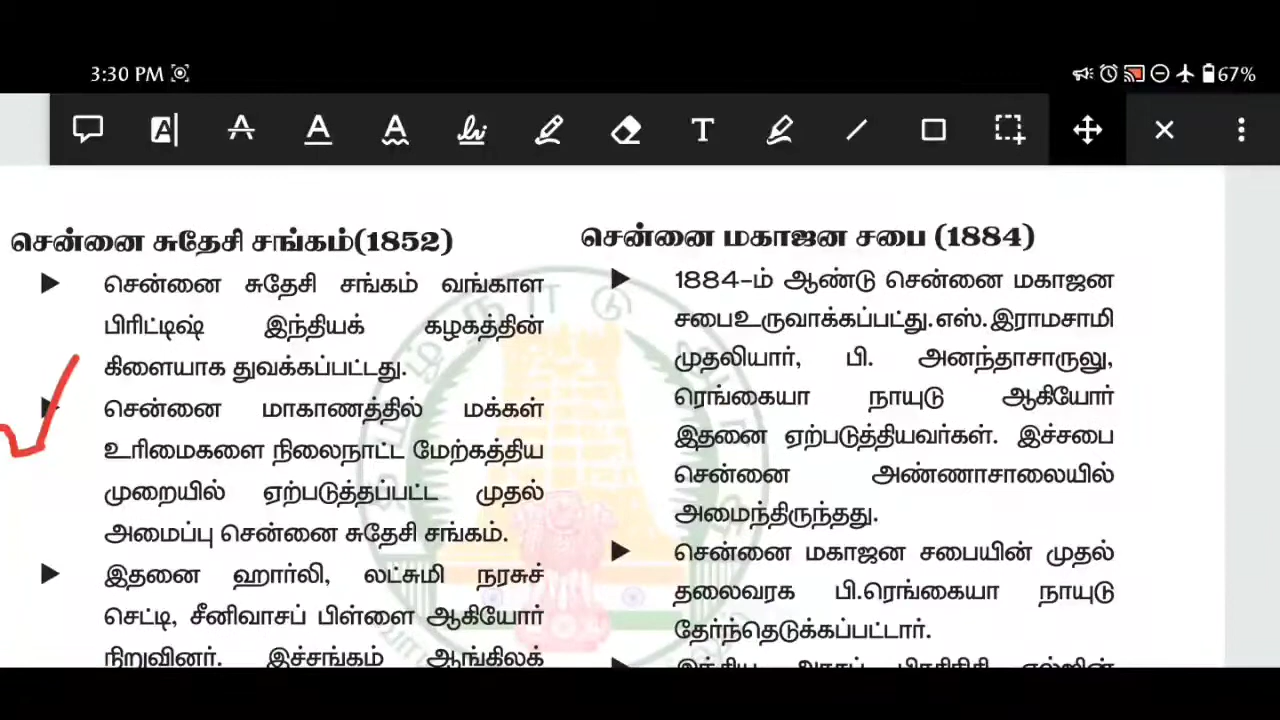 3:30 PM
67%
சென்னை சுதேசி சங்கம்(1852)
▶ சென்னை சுதேசி சங்கம் வங்காள
பிரிட்டிஷ் இந்தியக் கழகத்தின்
கிளையாக துவக்கப்பட்டது.
▶ சென்னை மாகாணத்தில் மக்கள்
உரிமைகளை நிலைநாட்ட மேற்கத்திய
முறையில் ஏற்படுத்தப்பட்ட முதல்
அமைப்பு சென்னை சுதேசி சங்கம்.
▶ இதனை ஹார்லி, லட்சுமி நரசுச்
செட்டி, சீனிவாசப் பிள்ளை ஆகியோர்
நிறுவினர். இச்சங்கம் ஆங்கிலக்
சென்னை மகாஜன சபை (1884)
▶ 1884-ம் ஆண்டு சென்னை மகாஜன
சபைஉருவாக்கப்பட்து.எஸ்.இராமசாமி
முதலியார், பி. அனந்தாசாருலு,
ரெங்கையா நாயுடு ஆகியோர்
இதனை ஏற்படுத்தியவர்கள். இச்சபை
சென்னை அண்ணாசாலையில்
அமைந்திருந்தது.
▶ சென்னை மகாஜன சபையின் முதல்
தலைவரக பி.ரெங்கையா நாயுடு
தேர்ந்தெடுக்கப்பட்டார்.